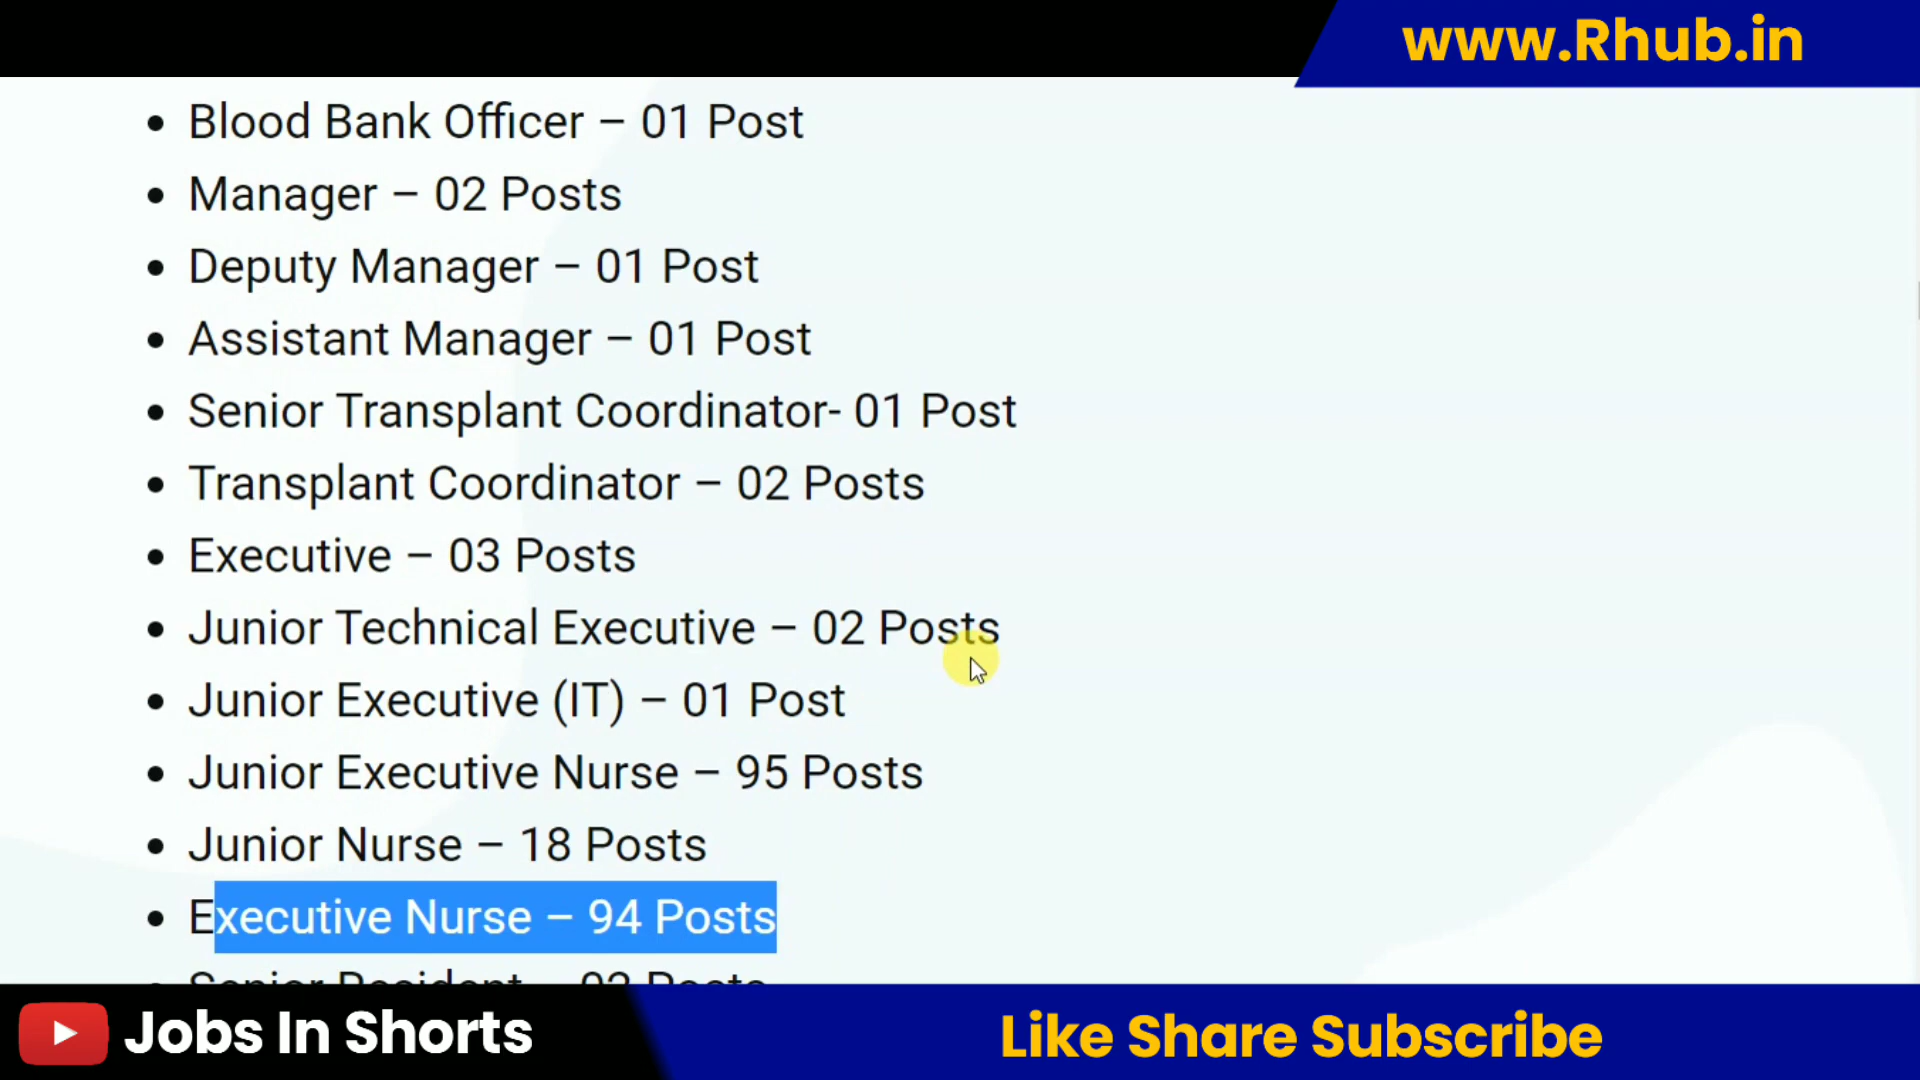 www.Rhub.in
• Blood Bank Officer – 01 Post
• Manager – 02 Posts
• Deputy Manager – 01 Post
• Assistant Manager – 01 Post
• Senior Transplant Coordinator- 01 Post
• Transplant Coordinator – 02 Posts
• Executive – 03 Posts
• Junior Technical Executive – 02 Posts
• Junior Executive (IT) – 01 Post
• Junior Executive Nurse – 95 Posts
• Junior Nurse – 18 Posts
• Executive Nurse – 94 Posts
• Senior Resident – Posts
Jobs In Shorts
Like Share Subscribe